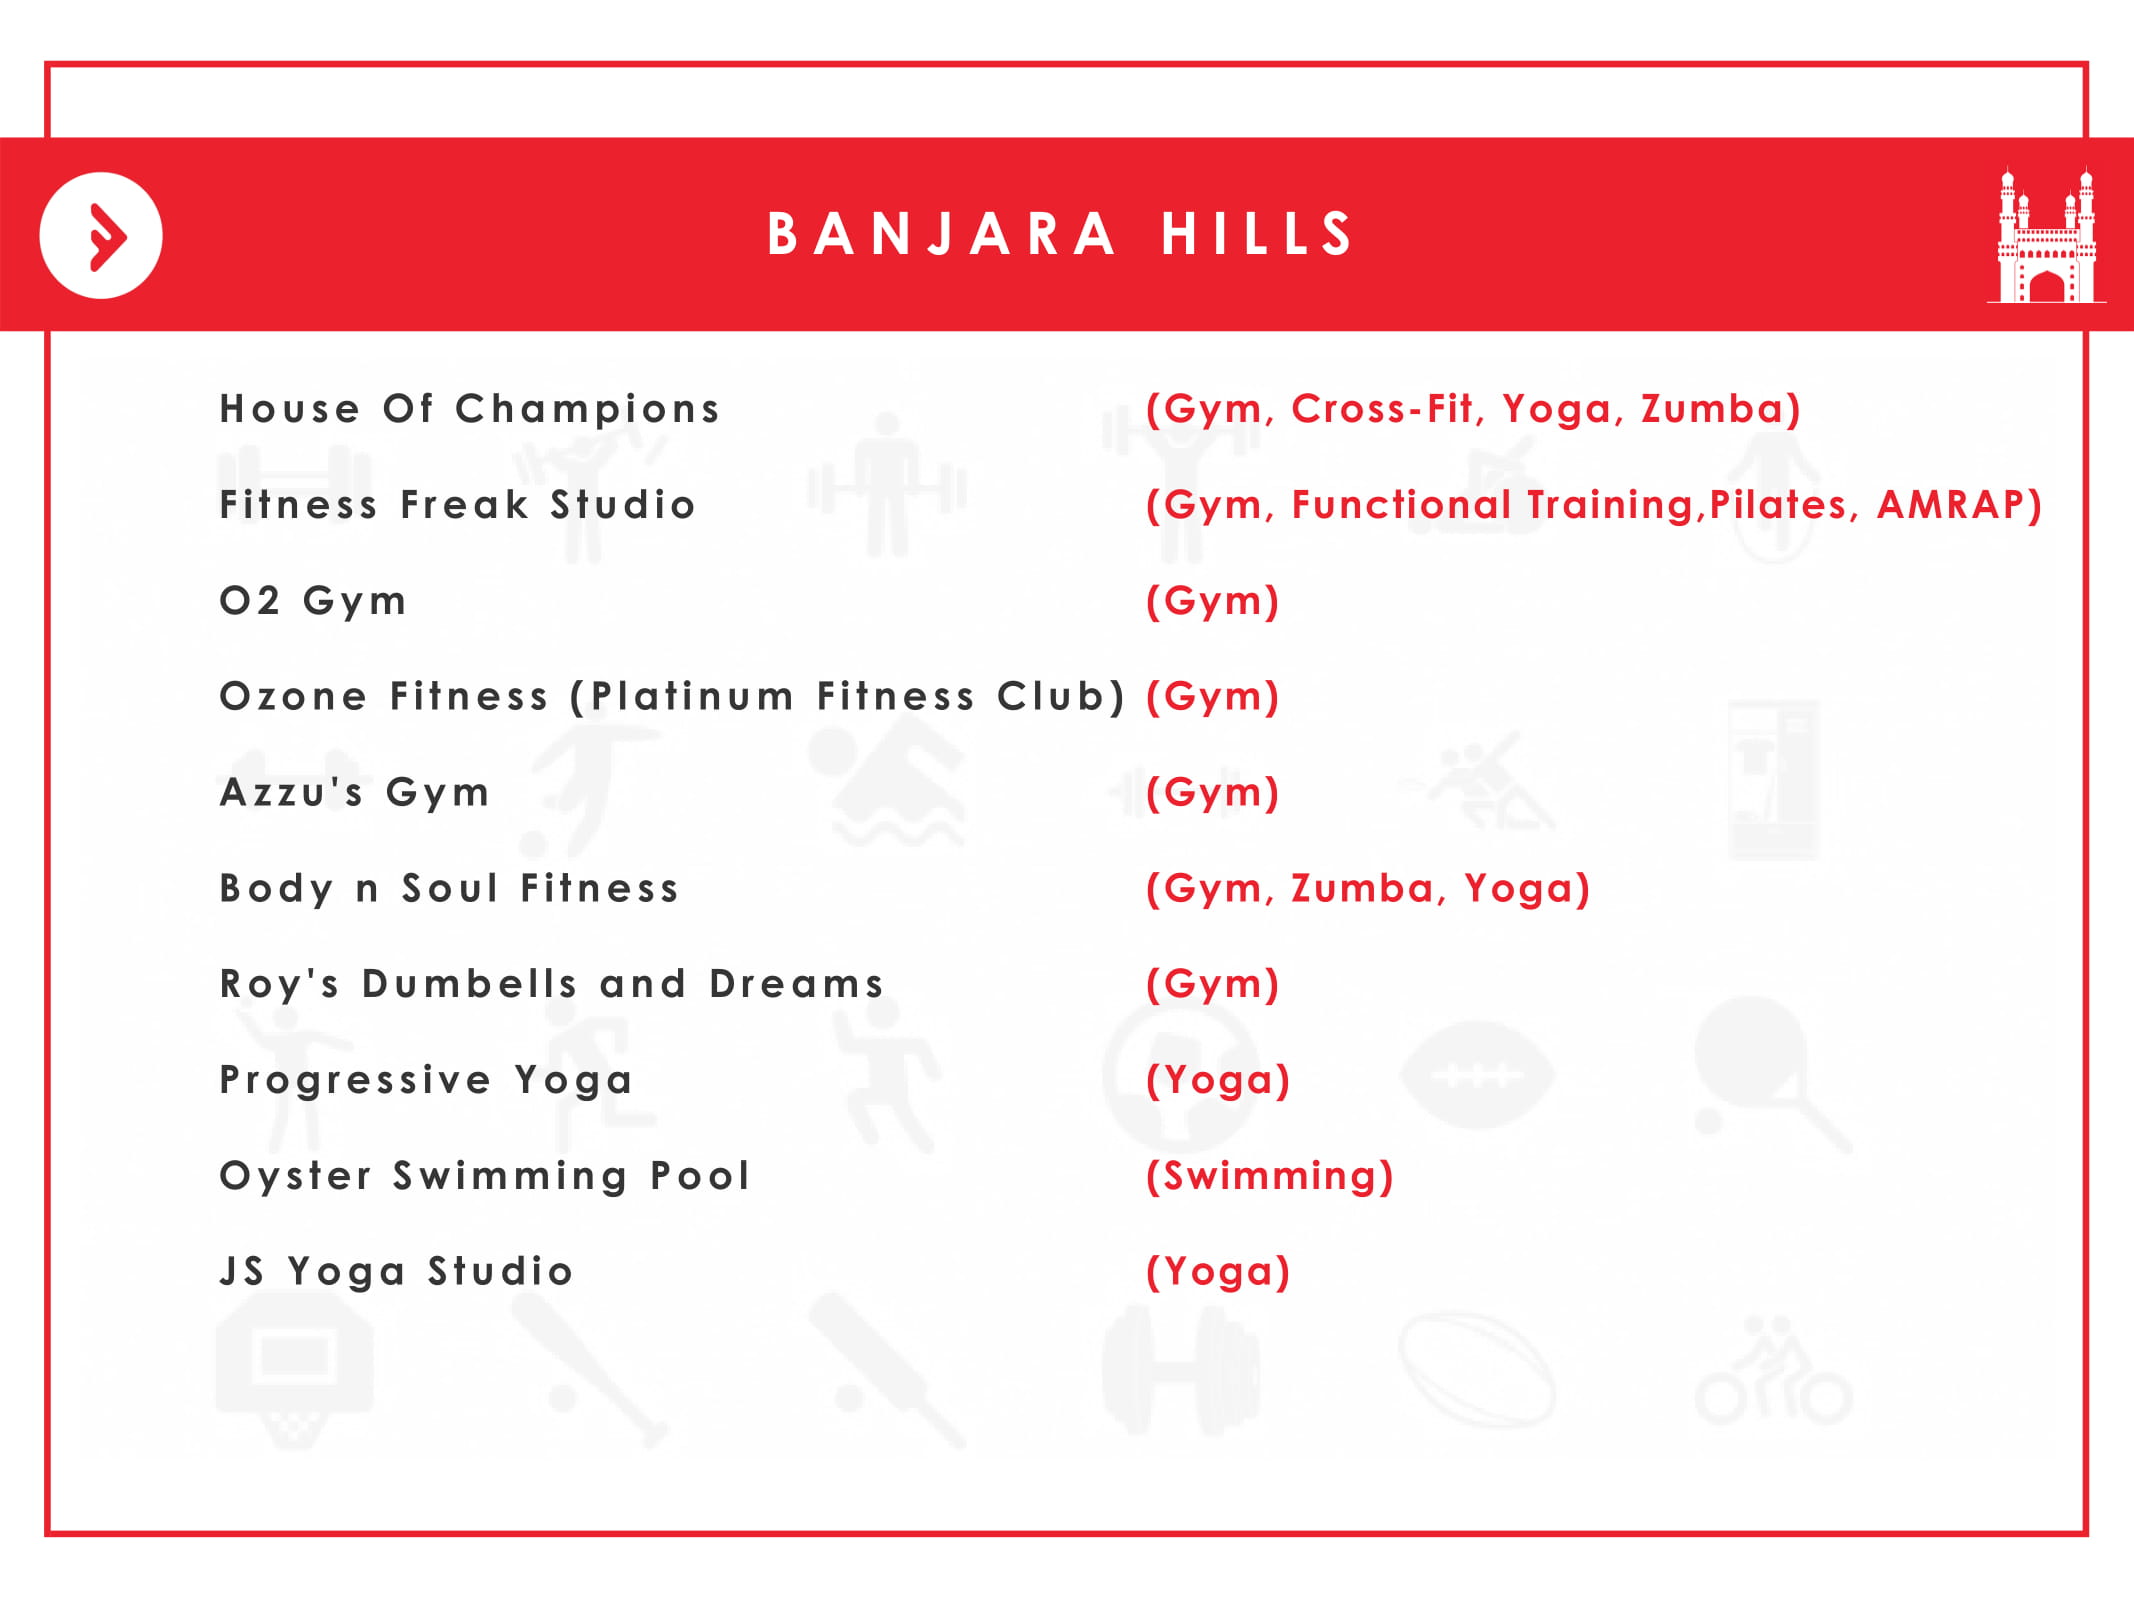 BANJARA HILLS
House Of Champions (Gym, Cross-Fit, Yoga, Zumba)
Fitness Freak Studio (Gym, Functional Training,Pilates, AMRAP)
O2 Gym (Gym)
Ozone Fitness (Platinum Fitness Club) (Gym)
Azzu's Gym (Gym)
Body n Soul Fitness (Gym, Zumba, Yoga)
Roy's Dumbells and Dreams (Gym)
Progressive Yoga (Yoga)
Oyster Swimming Pool (Swimming)
JS Yoga Studio (Yoga)